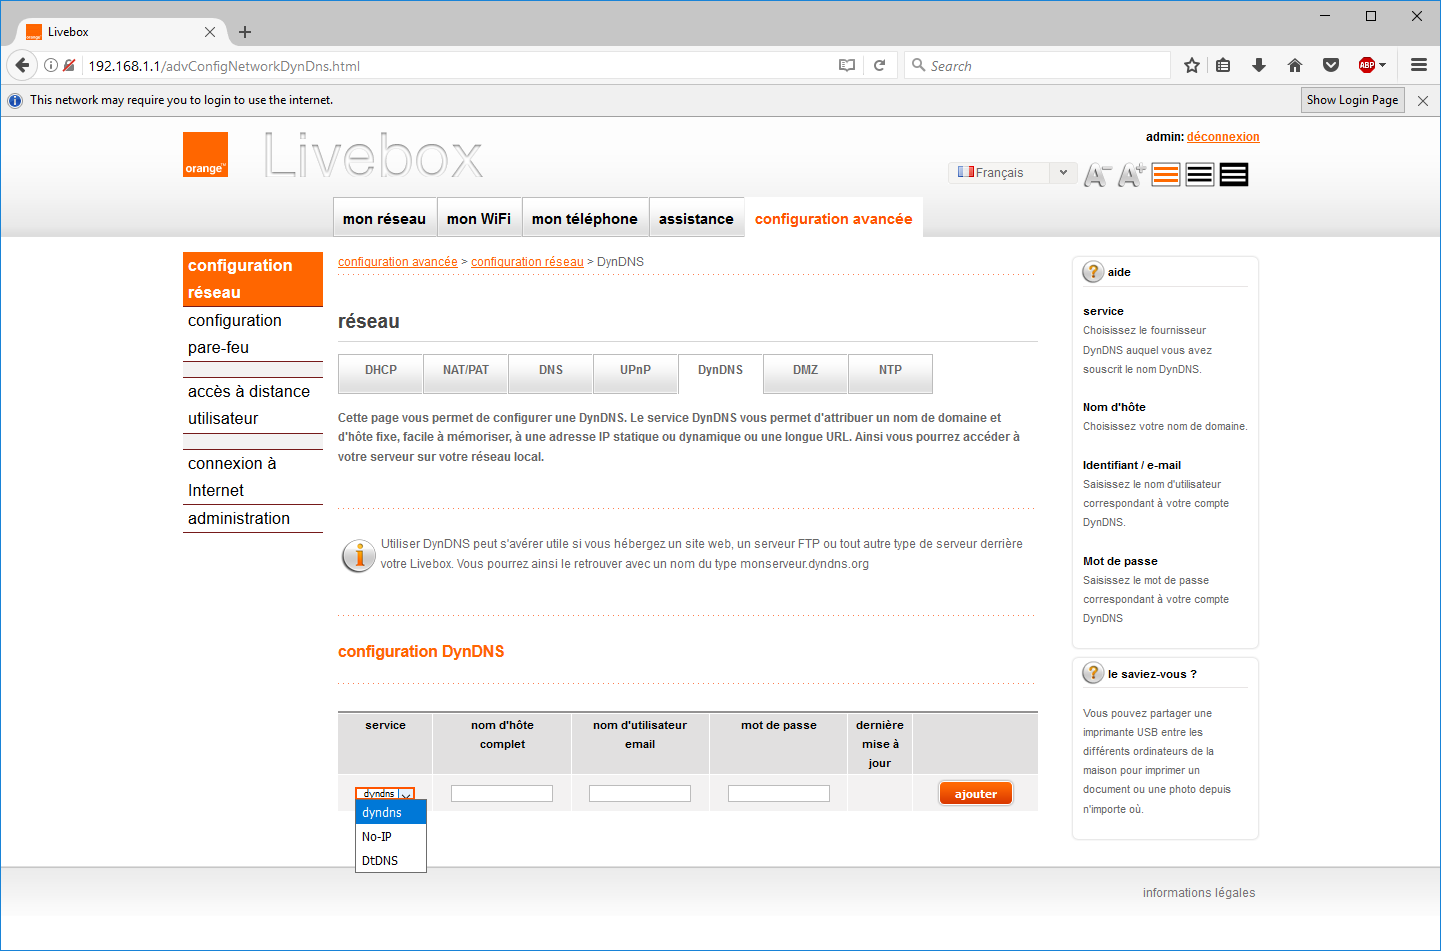 Livebox
192.168.1.1/advConfigNetworkDynDns.html
Search
ABP
This network may require you to login to use the internet.
Show Login Page
orange™
Livebox
admin: déconnexion
Français
A- A+
mon réseau
mon WiFi
mon téléphone
assistance
configuration avancée
configuration
réseau
configuration
pare-feu
accès à distance
utilisateur
connexion à
Internet
administration
configuration avancée > configuration réseau > DynDNS
réseau
DHCP
NAT/PAT
DNS
UPnP
DynDNS
DMZ
NTP
Cette page vous permet de configurer une DynDNS. Le service DynDNS vous permet d'attribuer un nom de domaine et
d'hôte fixe, facile à mémoriser, à une adresse IP statique ou dynamique ou une longue URL. Ainsi vous pourrez accéder à
votre serveur sur votre réseau local.
Utiliser DynDNS peut s'avérer utile si vous hébergez un site web, un serveur FTP ou tout autre type de serveur derrière
votre Livebox. Vous pourrez ainsi le retrouver avec un nom du type monserveur.dyndns.org
configuration DynDNS
service
nom d'hôte
complet
nom d'utilisateur
email
mot de passe
dernière
mise à
jour
dyndns
ajouter
dyndns
No-IP
DtDNS
aide
service
Choisissez le fournisseur
DynDNS auquel vous avez
souscrit le nom DynDNS.
Nom d'hôte
Choisissez votre nom de domaine.
Identifiant / e-mail
Saisissez le nom d'utilisateur
correspondant à votre compte
DynDNS.
Mot de passe
Saisissez le mot de passe
correspondant à votre compte
DynDNS
le saviez-vous ?
Vous pouvez partager une
imprimante USB entre les
différents ordinateurs de la
maison pour imprimer un
document ou une photo depuis
n'importe où.
informations légales